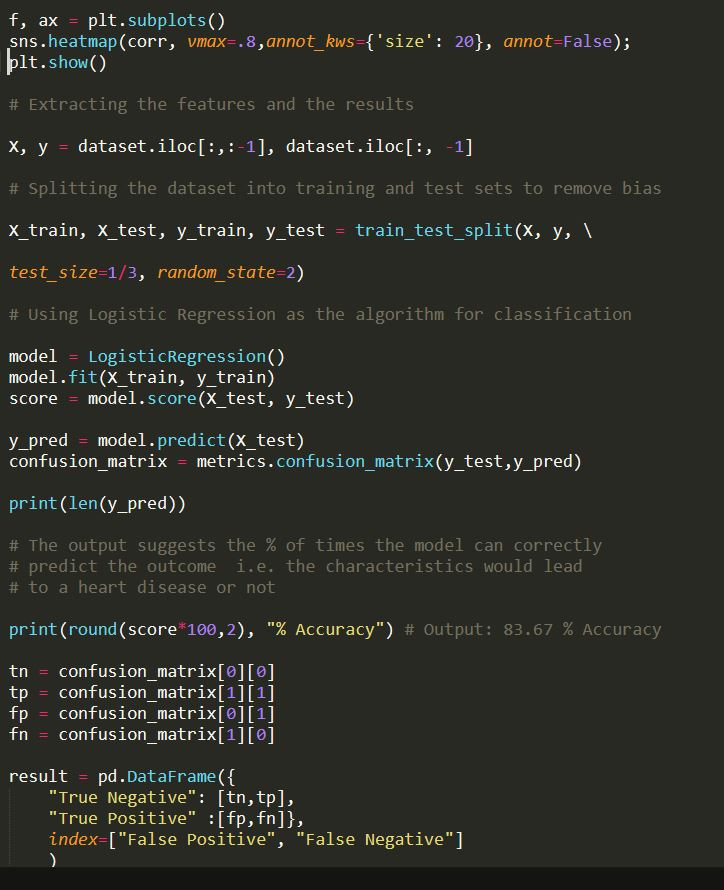 f, ax = plt.subplots()
sns.heatmap(corr, vmax=.8,annot_kws={'size': 20}, annot=False);
plt.show()
# Extracting the features and the results
X, y = dataset.iloc[:,:-1], dataset.iloc[:, -1]
# Splitting the dataset into training and test sets to remove bias
X_train, X_test, y_train, y_test = train_test_split(X, y, \
test_size=1/3, random_state=2)
# Using Logistic Regression as the algorithm for classification
model = LogisticRegression()
model.fit(X_train, y_train)
score = model.score(X_test, y_test)
y_pred = model.predict(X_test)
confusion_matrix = metrics.confusion_matrix(y_test,y_pred)
print(len(y_pred))
# The output suggests the % of times the model can correctly
# predict the outcome  i.e. the characteristics would lead
# to a heart disease or not
print(round(score*100,2), "% Accuracy") # Output: 83.67 % Accuracy
tn = confusion_matrix[0][0]
tp = confusion_matrix[1][1]
fp = confusion_matrix[0][1]
fn = confusion_matrix[1][0]
result = pd.DataFrame({
    "True Negative": [tn,tp],
    "True Positive" :[fp,fn]},
    index=["False Positive", "False Negative"]
    )